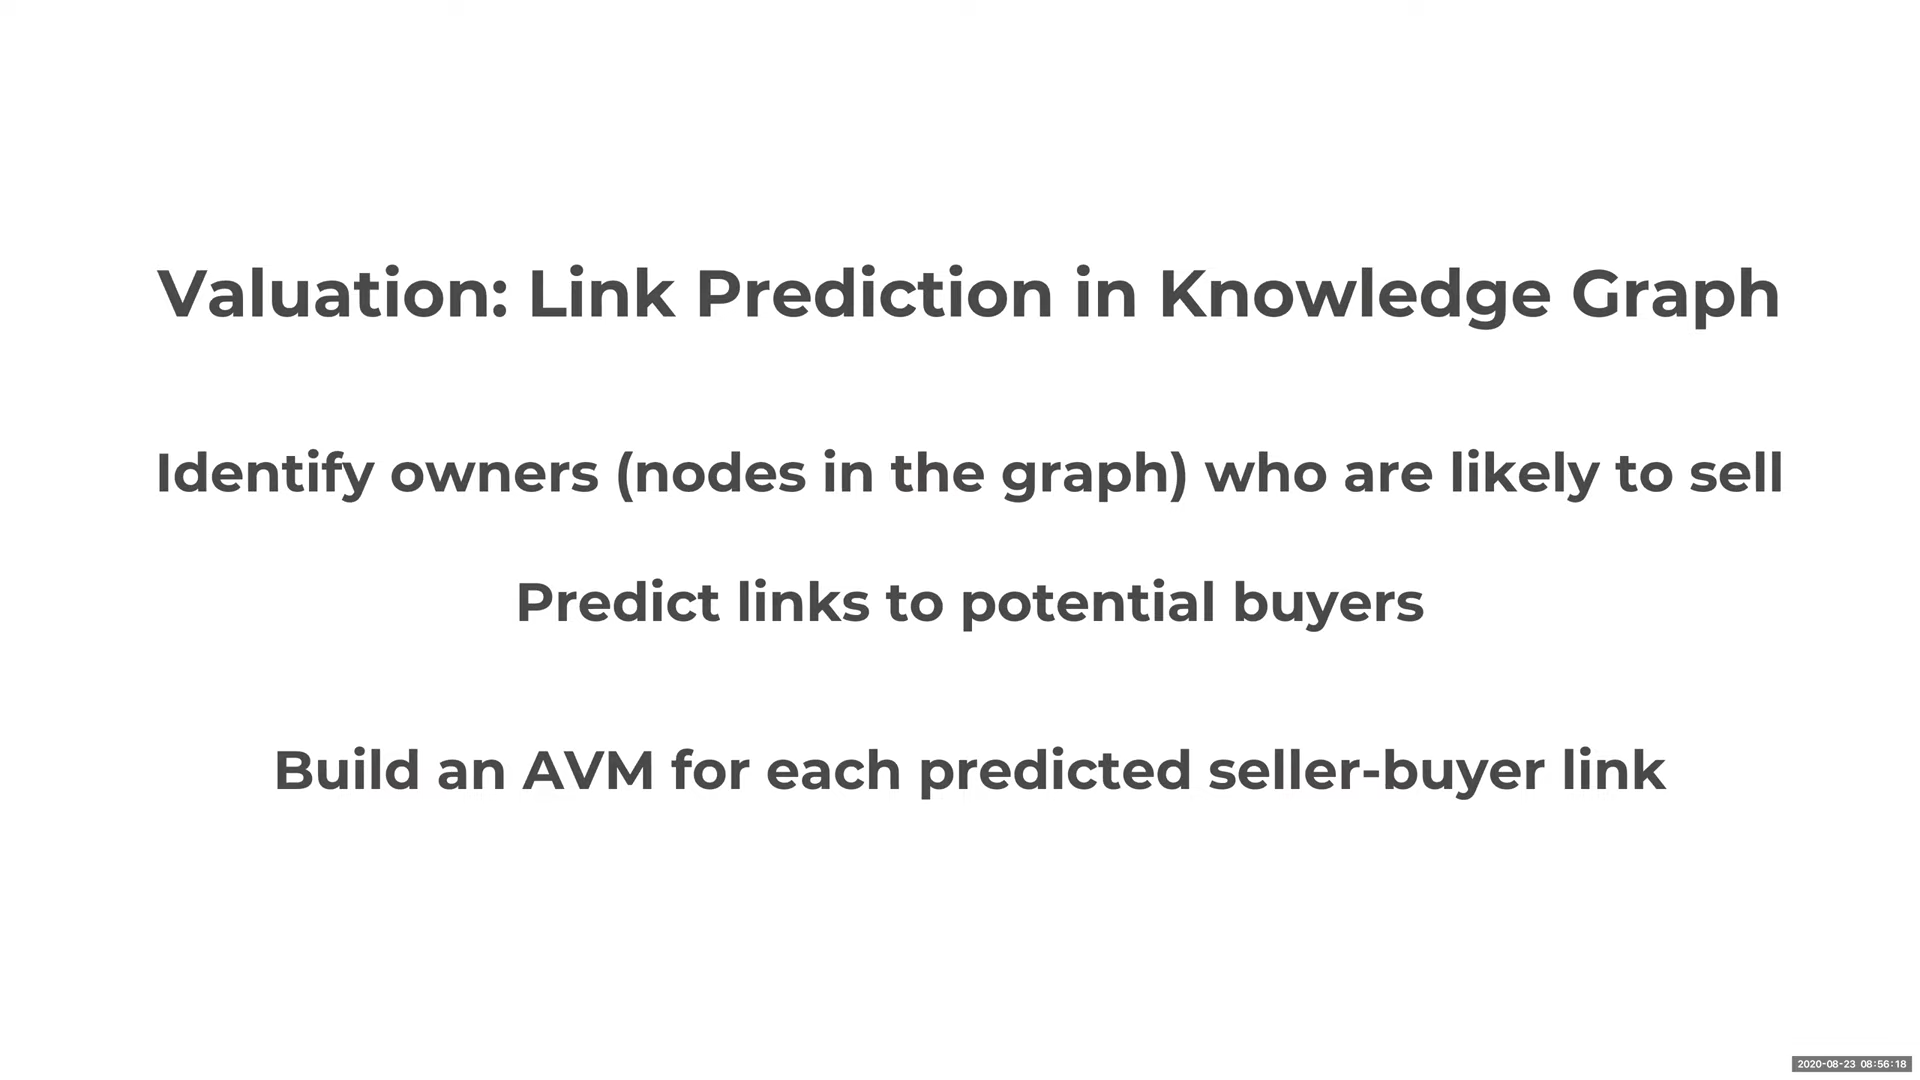 Valuation: Link Prediction in Knowledge Graph
Identify owners (nodes in the graph) who are likely to sell
Predict links to potential buyers
Build an AVM for each predicted seller-buyer link
2020-08-23 08:56:18